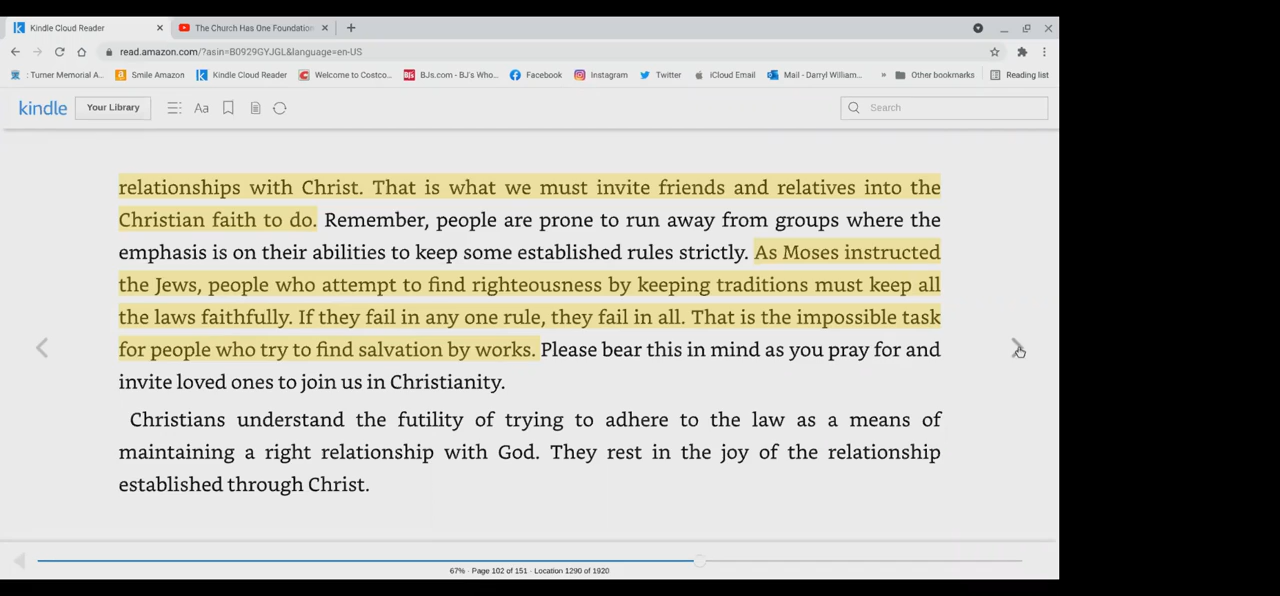 Kindle Cloud Reader
The Church Has One Foundation
read.amazon.com/?asin=B0929GYJGL&language=en-US
: Turner Memorial A... Smile Amazon Kindle Cloud Reader Welcome to Costco... BJs.com - BJ's Who... Facebook Instagram Twitter iCloud Email Mail - Darryl William... » Other bookmarks Reading list
kindle Your Library Aa Search
relationships with Christ. That is what we must invite friends and relatives into the
Christian faith to do. Remember, people are prone to run away from groups where the
emphasis is on their abilities to keep some established rules strictly. As Moses instructed
the Jews, people who attempt to find righteousness by keeping traditions must keep all
the laws faithfully. If they fail in any one rule, they fail in all. That is the impossible task
for people who try to find salvation by works. Please bear this in mind as you pray for and
invite loved ones to join us in Christianity.
Christians understand the futility of trying to adhere to the law as a means of
maintaining a right relationship with God. They rest in the joy of the relationship
established through Christ.
67% · Page 102 of 151 · Location 1290 of 1920